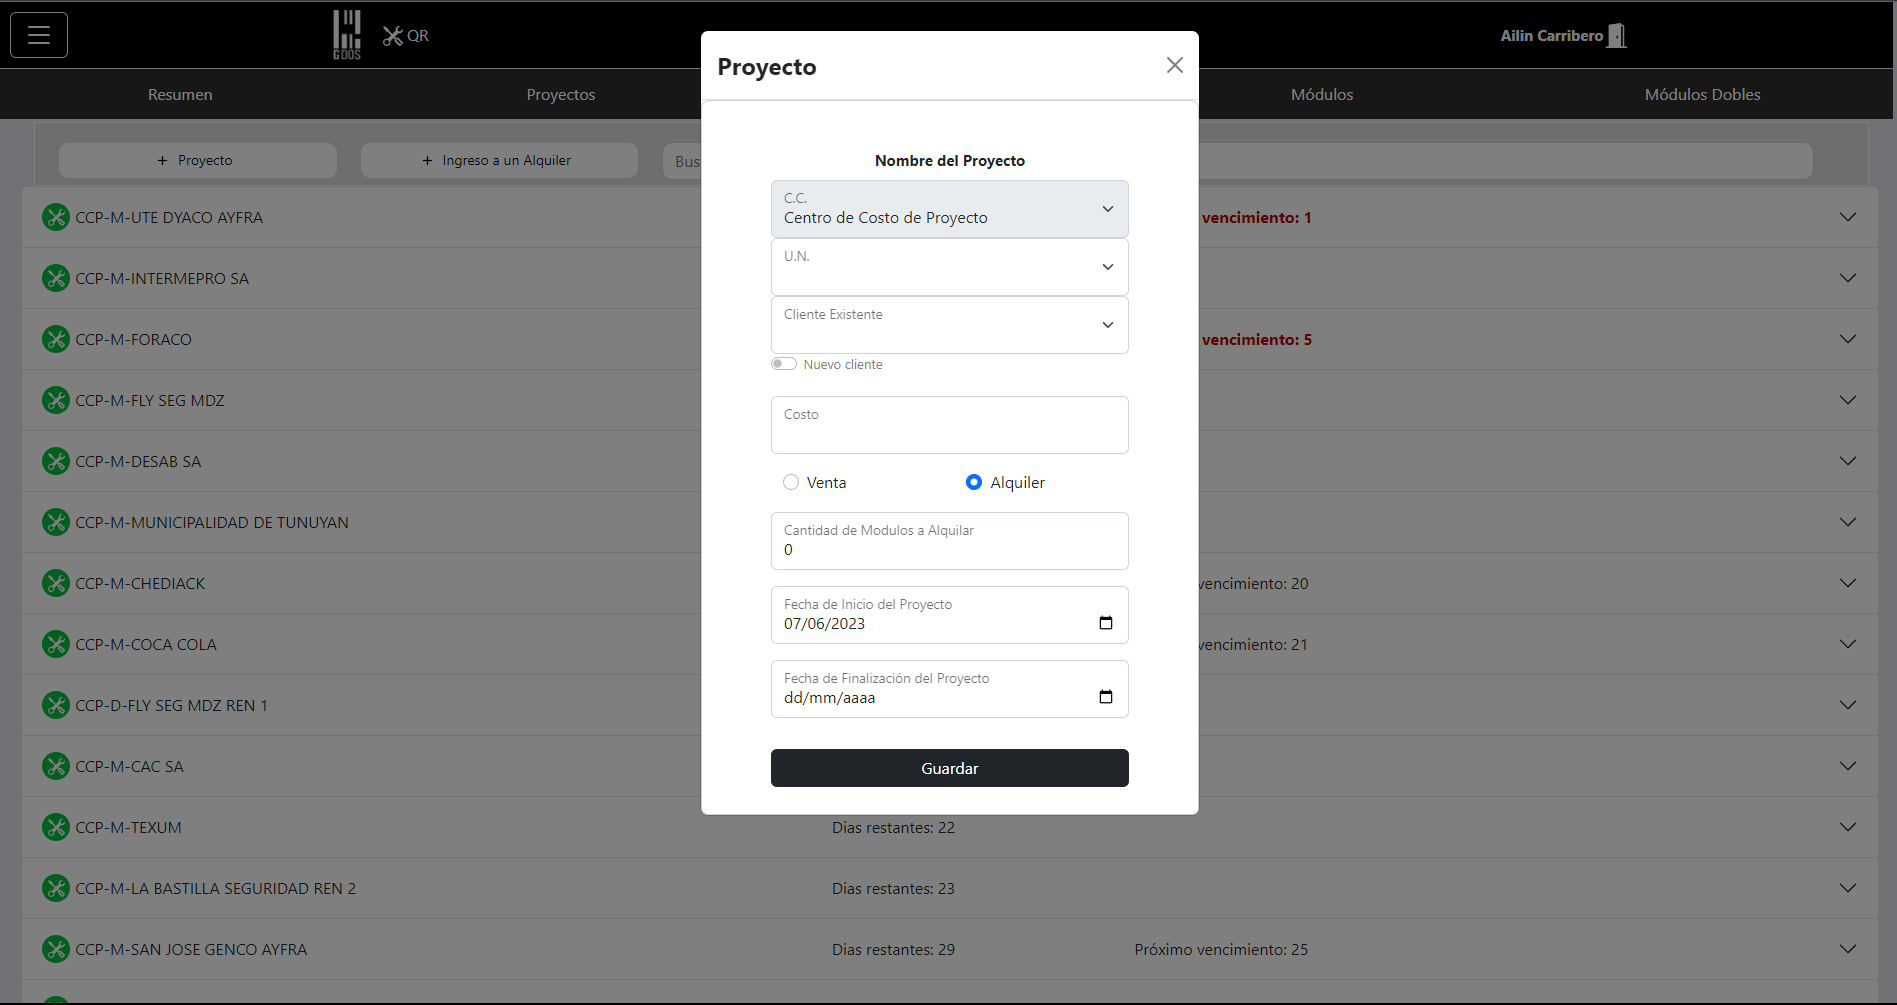 GDOS
QR
Ailin Carribero
Resumen
Proyectos
Módulos
Módulos Dobles
+ Proyecto
+ Ingreso a un Alquiler
Bus
CCP-M-UTE DYACO AYFRA
vencimiento: 1
CCP-M-INTERMEPRO SA
CCP-M-FORACO
vencimiento: 5
CCP-M-FLY SEG MDZ
CCP-M-DESAB SA
CCP-M-MUNICIPALIDAD DE TUNUYAN
CCP-M-CHEDIACK
vencimiento: 20
CCP-M-COCA COLA
vencimiento: 21
CCP-D-FLY SEG MDZ REN 1
CCP-M-CAC SA
CCP-M-TEXUM
Dias restantes: 22
CCP-M-LA BASTILLA SEGURIDAD REN 2
Dias restantes: 23
CCP-M-SAN JOSE GENCO AYFRA
Dias restantes: 29
Próximo vencimiento: 25
Proyecto
Nombre del Proyecto
C.C.
Centro de Costo de Proyecto
U.N.
Cliente Existente
Nuevo cliente
Costo
Venta
Alquiler
Cantidad de Modulos a Alquilar
0
Fecha de Inicio del Proyecto
07/06/2023
Fecha de Finalización del Proyecto
dd/mm/aaaa
Guardar